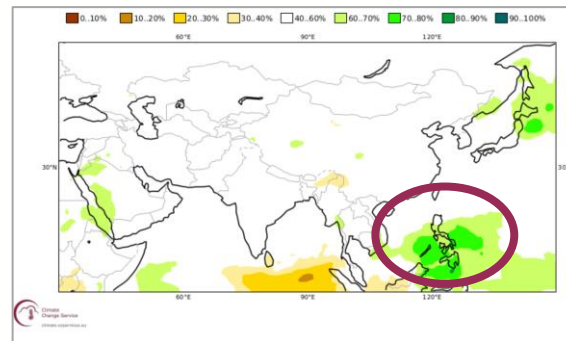 0..10% 10..20% 20..30% 30..40% 40..60% 60..70% 70..80% 80..90% 90..100%
60°E 90°E 120°E
30°N 30
60°E 90°E 120°E
Climate
Change Service
climate.copernicus.eu